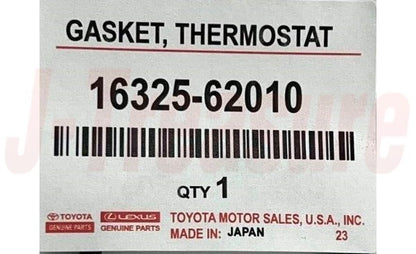 GASKET, THERMOSTAT
16325-62010
J-Treasure
QTY 1
TOYOTA LEXUS TOYOTA MOTOR SALES, U.S.A., INC.
GENUINE PARTS GENUINE PARTS MADE IN: JAPAN 23